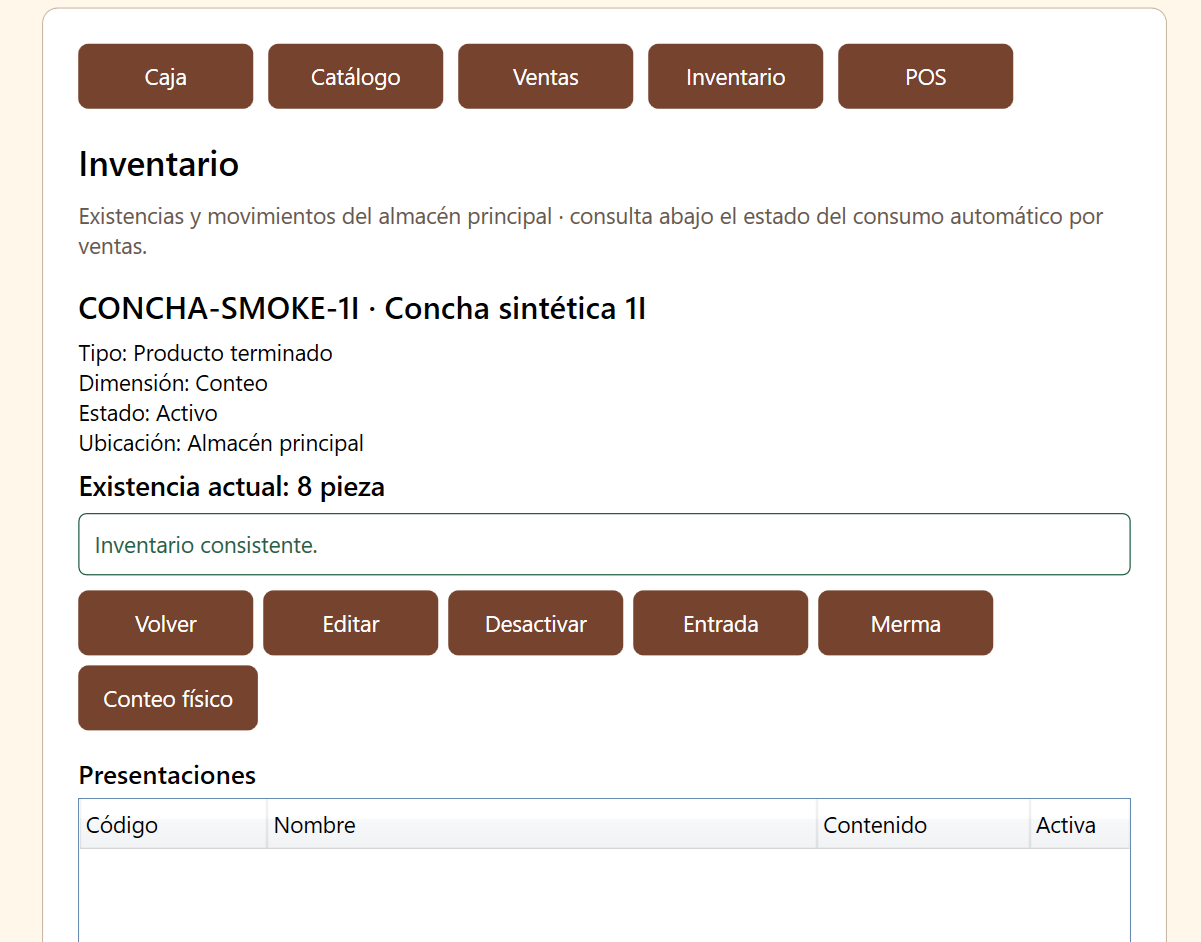 Caja Catálogo Ventas Inventario POS
Inventario
Existencias y movimientos del almacén principal · consulta abajo el estado del consumo automático por
ventas.
CONCHA-SMOKE-1I · Concha sintética 1I
Tipo: Producto terminado
Dimensión: Conteo
Estado: Activo
Ubicación: Almacén principal
Existencia actual: 8 pieza
Inventario consistente.
Volver Editar Desactivar Entrada Merma
Conteo físico
Presentaciones
Código Nombre Contenido Activa